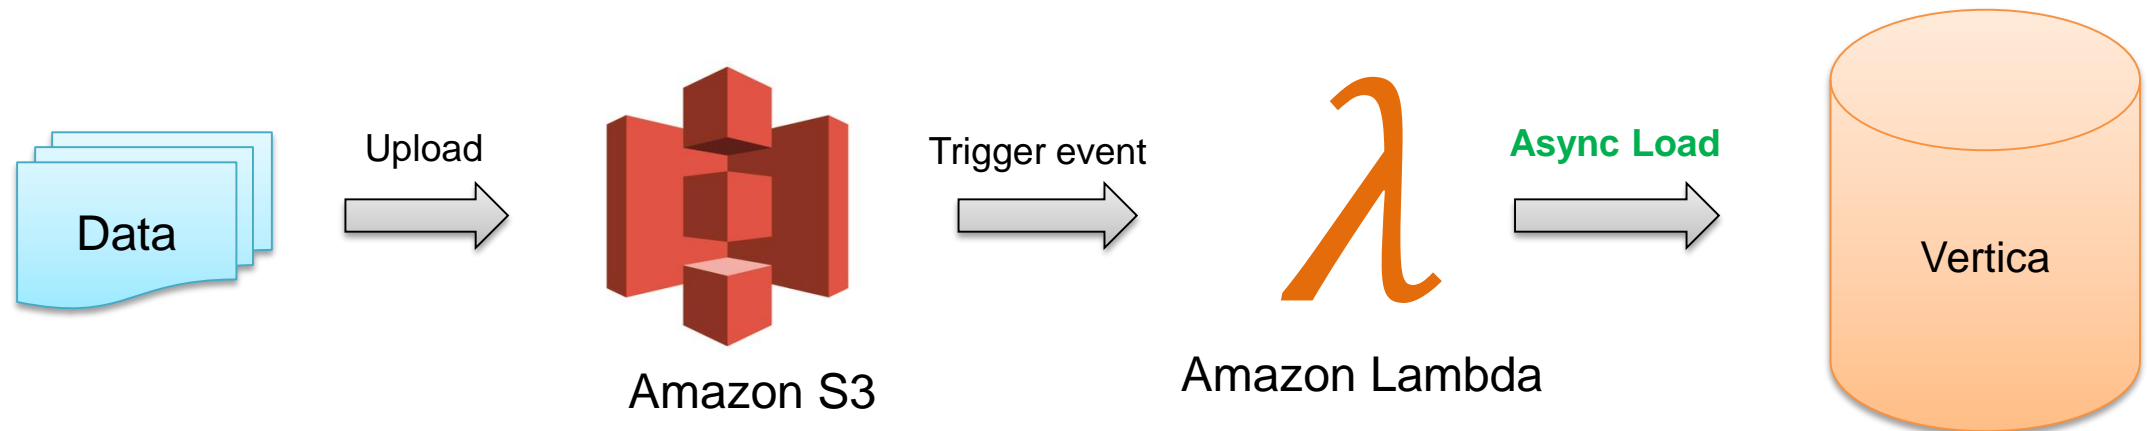 Data
Upload
Amazon S3
Trigger event
Amazon Lambda
Async Load
Vertica